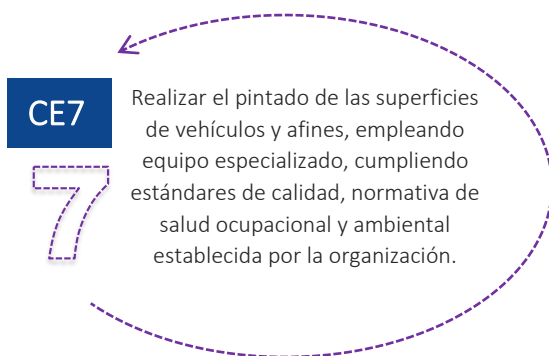 CE7
7
Realizar el pintado de las superficies
de vehículos y afines, empleando
equipo especializado, cumpliendo
estándares de calidad, normativa de
salud ocupacional y ambiental
establecida por la organización.